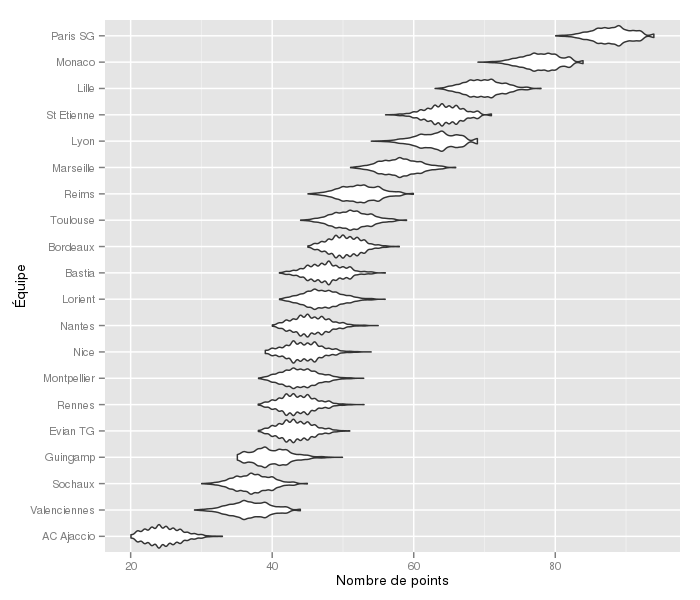 Paris SG
Monaco
Lille
St Etienne
Lyon
Marseille
Reims
Toulouse
Bordeaux
Bastia
Lorient
Nantes
Nice
Montpellier
Rennes
Evian TG
Guingamp
Sochaux
Valenciennes
AC Ajaccio
Équipe
20 40 60 80
Nombre de points